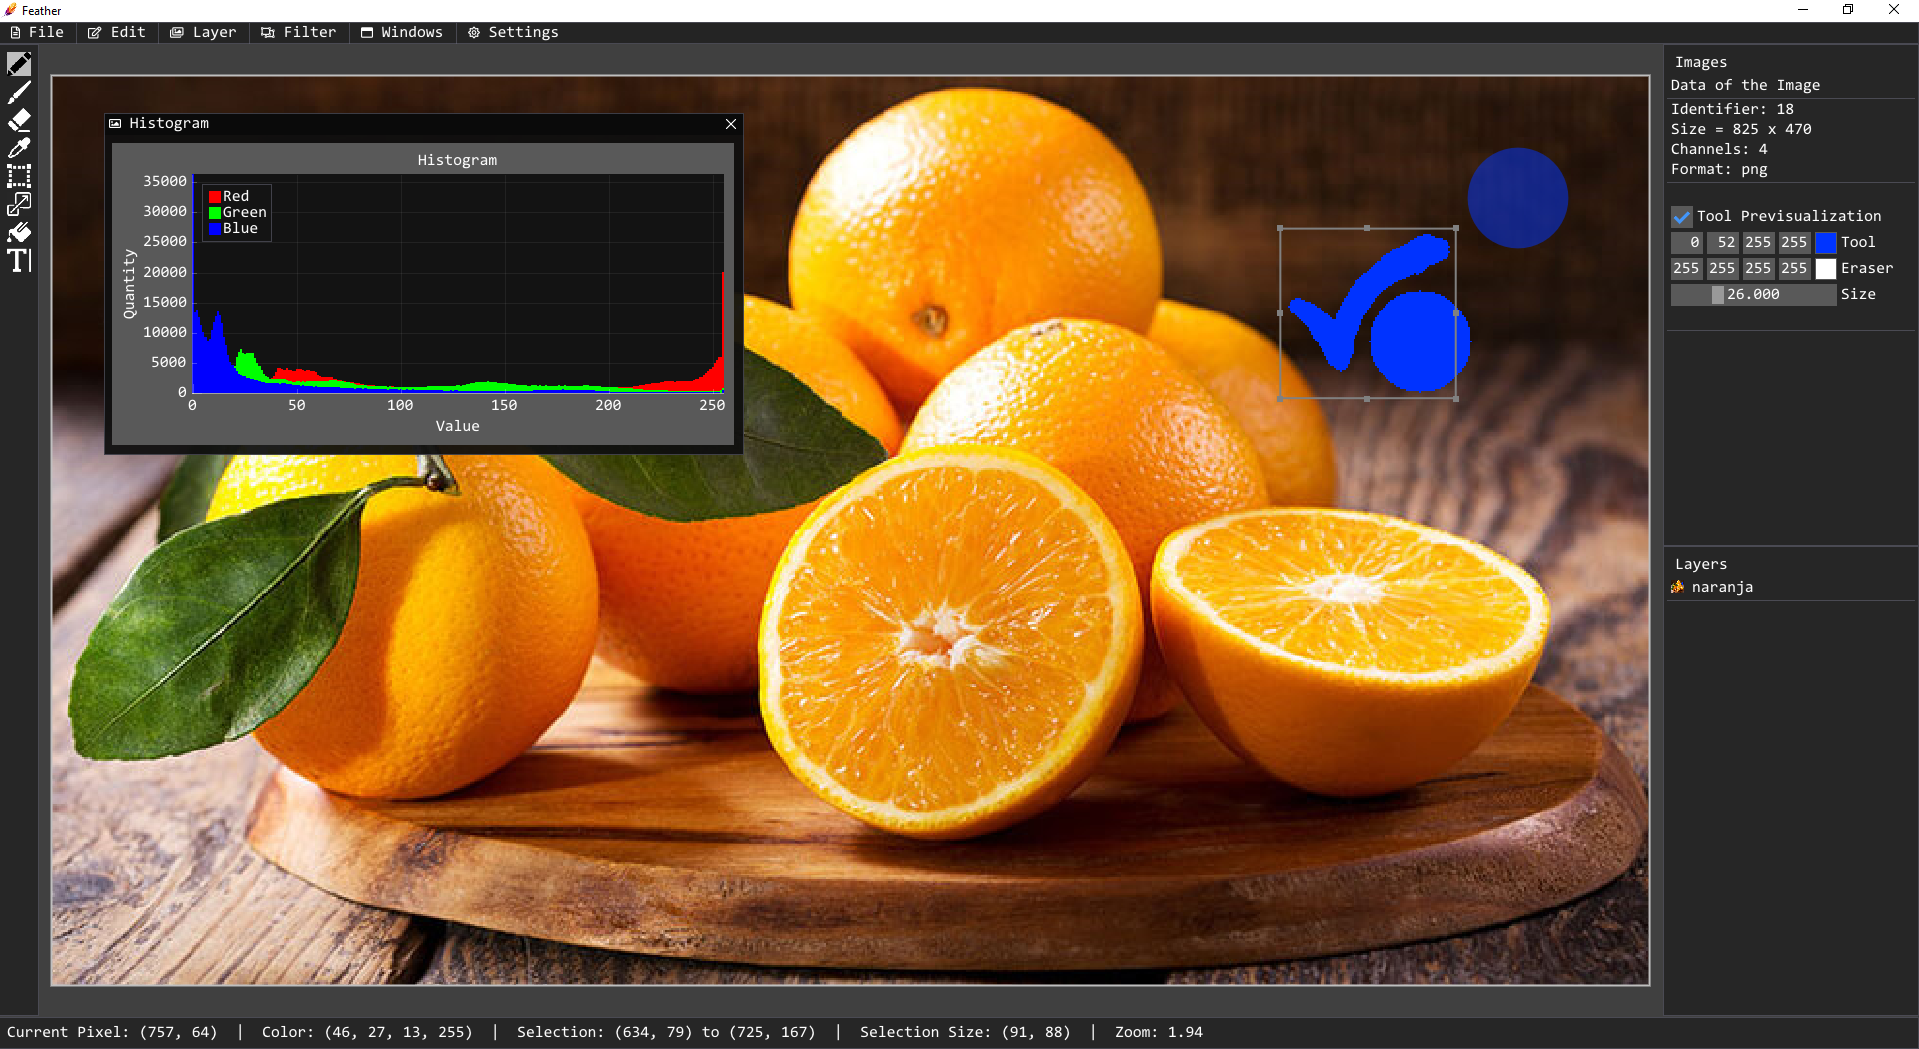 Feather
File Edit Layer Filter Windows Settings
Images
Data of the Image
Identifier: 18
Size = 825 x 470
Channels: 4
Format: png
Tool Previsualization
0 52 255 255 Tool
255 255 255 255 Eraser
26.000 Size
Histogram
Histogram
35000
30000
25000
20000
15000
10000
5000
0
Quantity
Red
Green
Blue
0 50 100 150 200 250
Value
Layers
naranja
Current Pixel: (757, 64) | Color: (46, 27, 13, 255) | Selection: (634, 79) to (725, 167) | Selection Size: (91, 88) | Zoom: 1.94